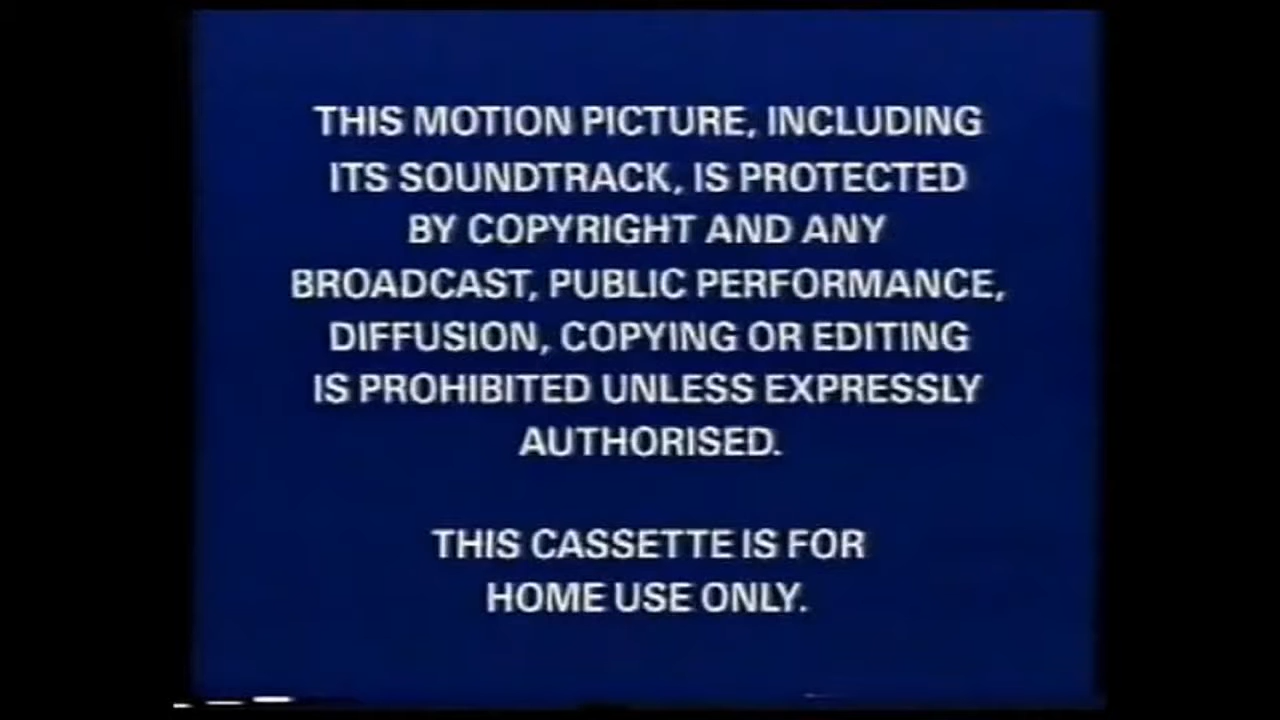 THIS MOTION PICTURE, INCLUDING
ITS SOUNDTRACK, IS PROTECTED
BY COPYRIGHT AND ANY
BROADCAST, PUBLIC PERFORMANCE,
DIFFUSION, COPYING OR EDITING
IS PROHIBITED UNLESS EXPRESSLY
AUTHORISED.
THIS CASSETTE IS FOR
HOME USE ONLY.